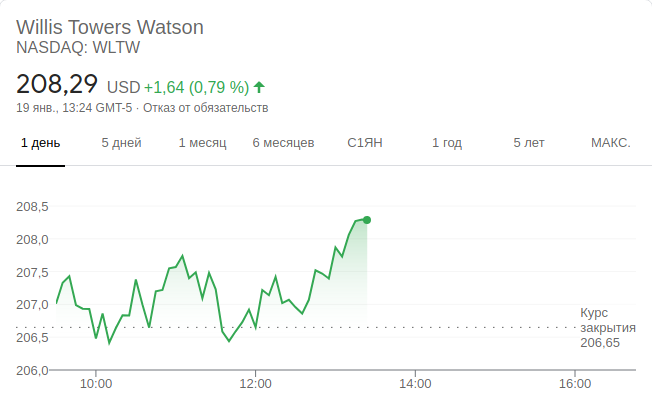 Willis Towers Watson
NASDAQ: WLTW
208,29 USD +1,64 (0,79 %)
19 янв., 13:24 GMT-5 · Отказ от обязательств
1 день 5 дней 1 месяц 6 месяцев С1ЯН 1 год 5 лет МАКС.
208,5
208,0
207,5
207,0
206,5
206,0
Курс
закрытия
206,65
10:00 12:00 14:00 16:00